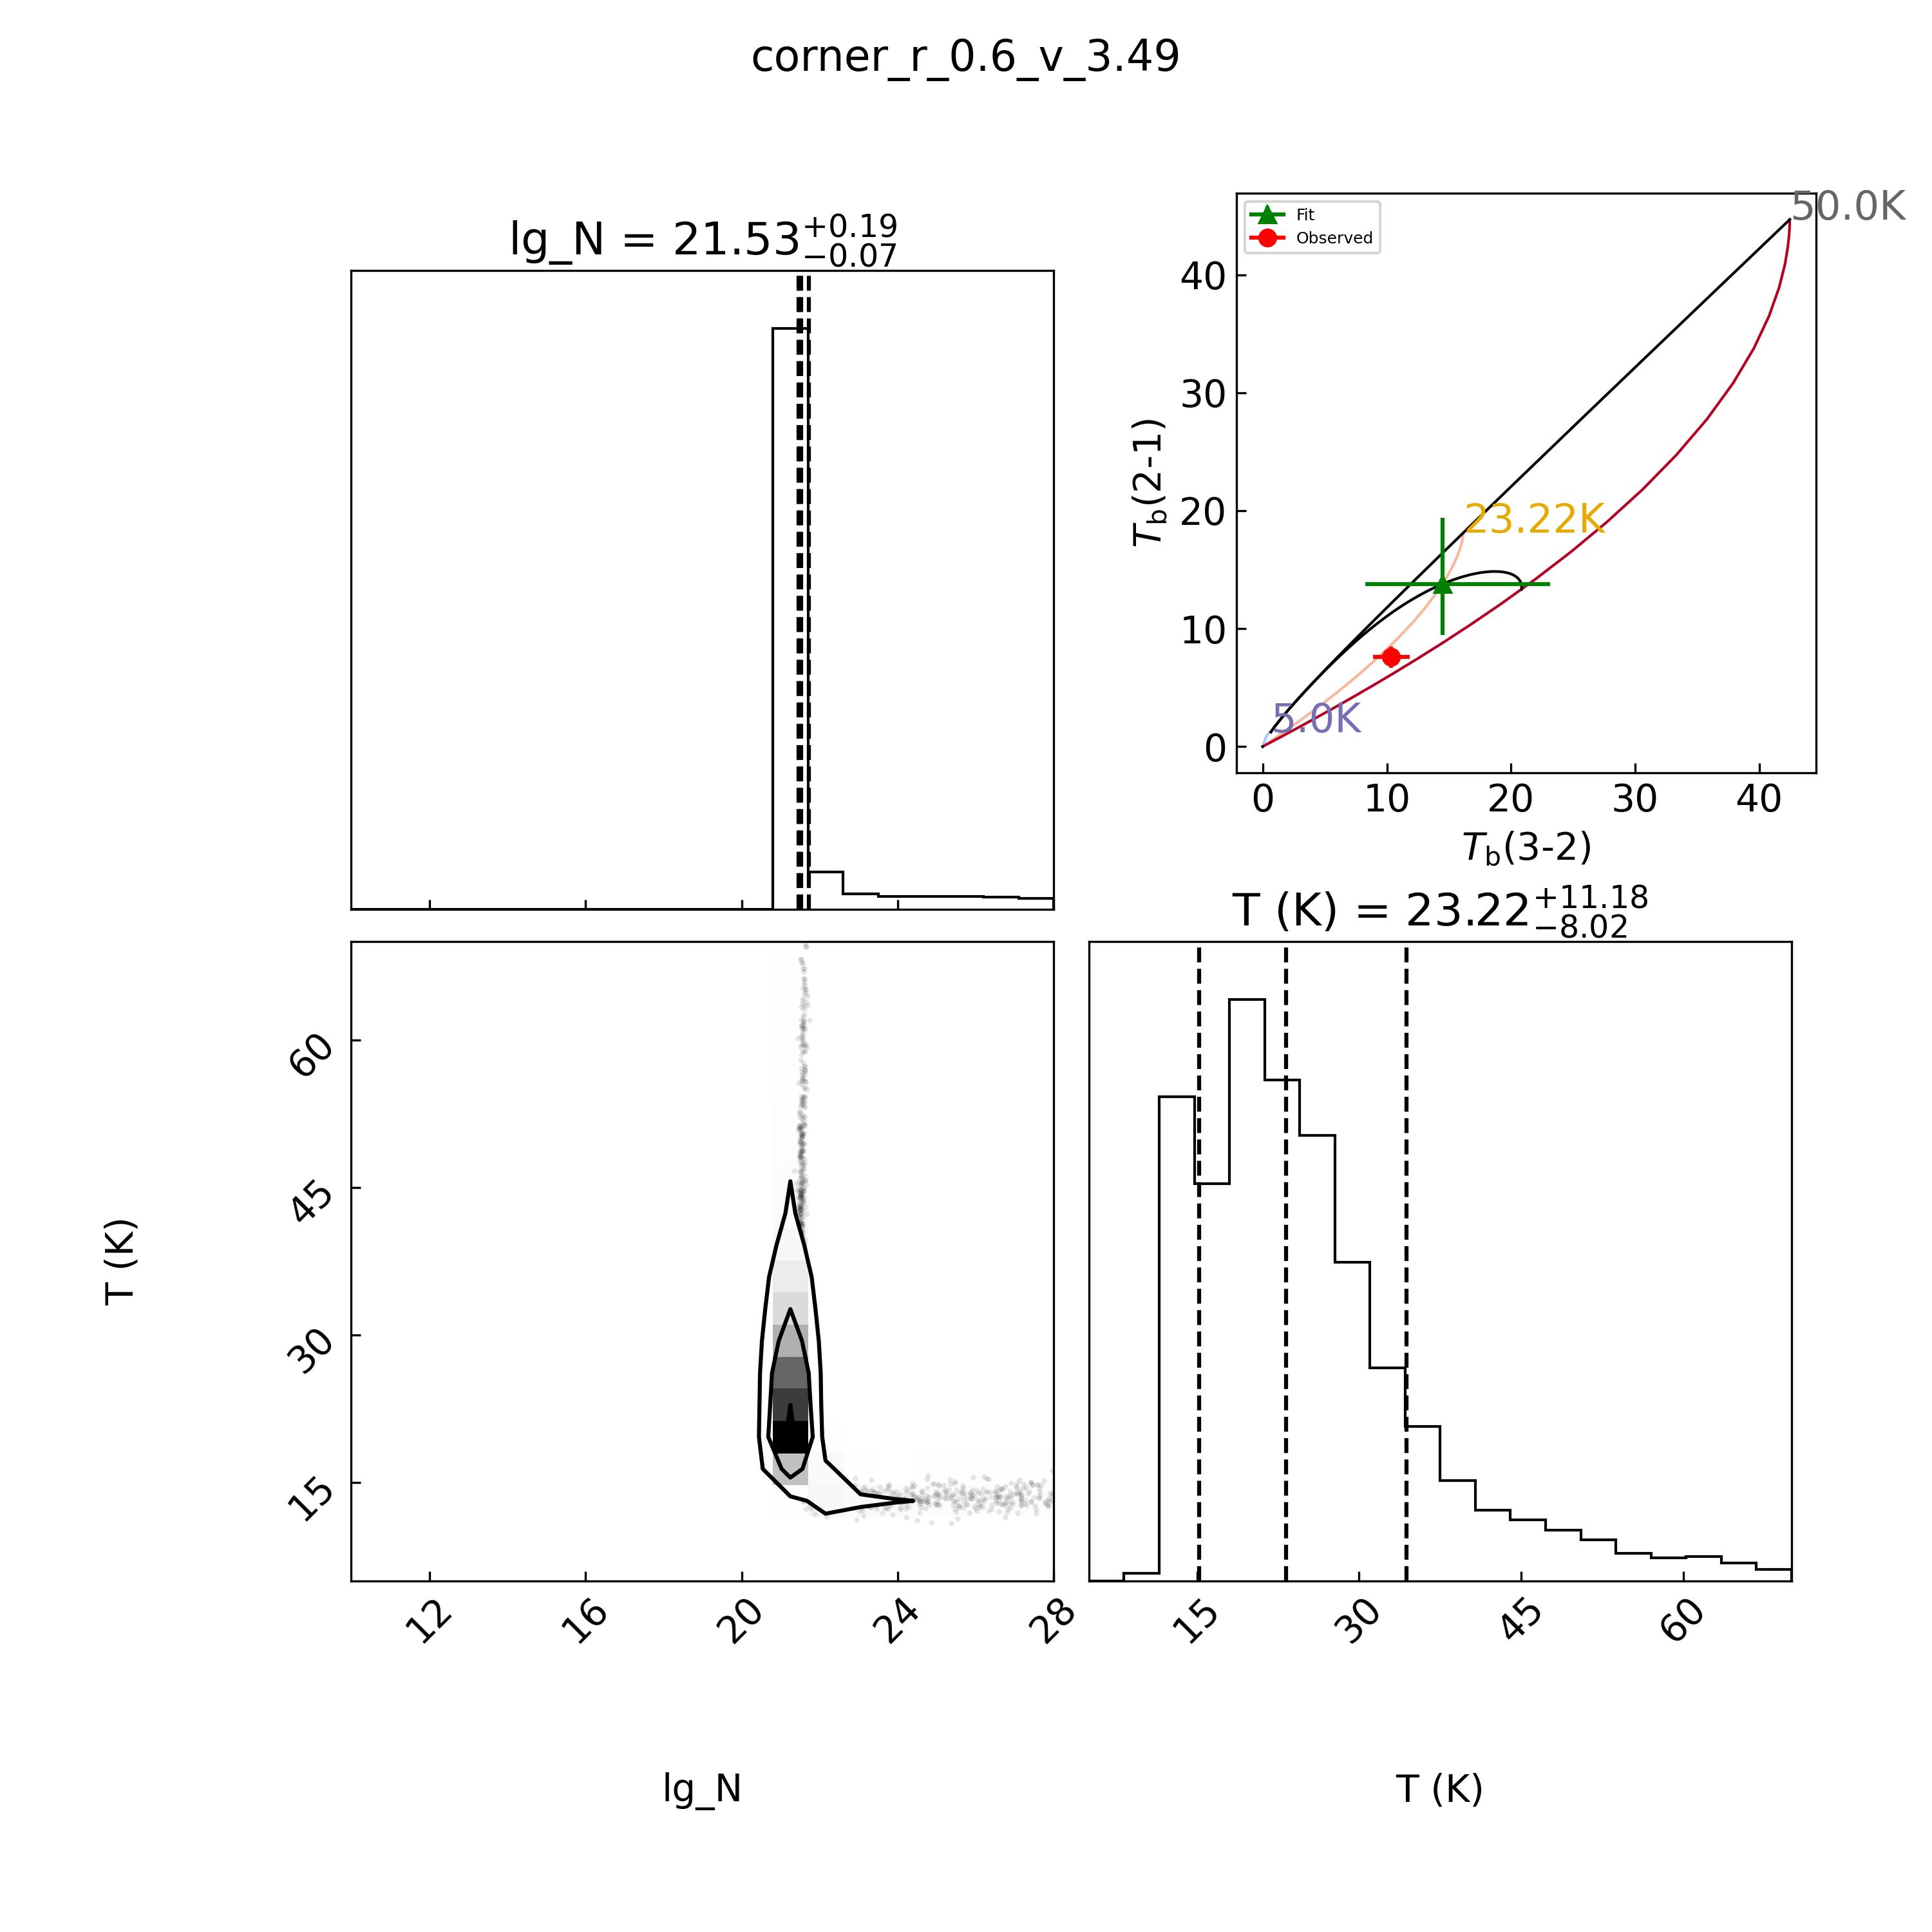 corner_r_0.6_v_3.49
lg_N = 21.53+0.19−0.07
50.0K
Fit
Observed
40
30
20
10
0
Tb(2-1)
23.22K
5.0K
0 10 20 30 40
Tb(3-2)
T (K) = 23.22+11.18−8.02
60
45
30
15
T (K)
12 16 20 24 28
15 30 45 60
lg_N
T (K)